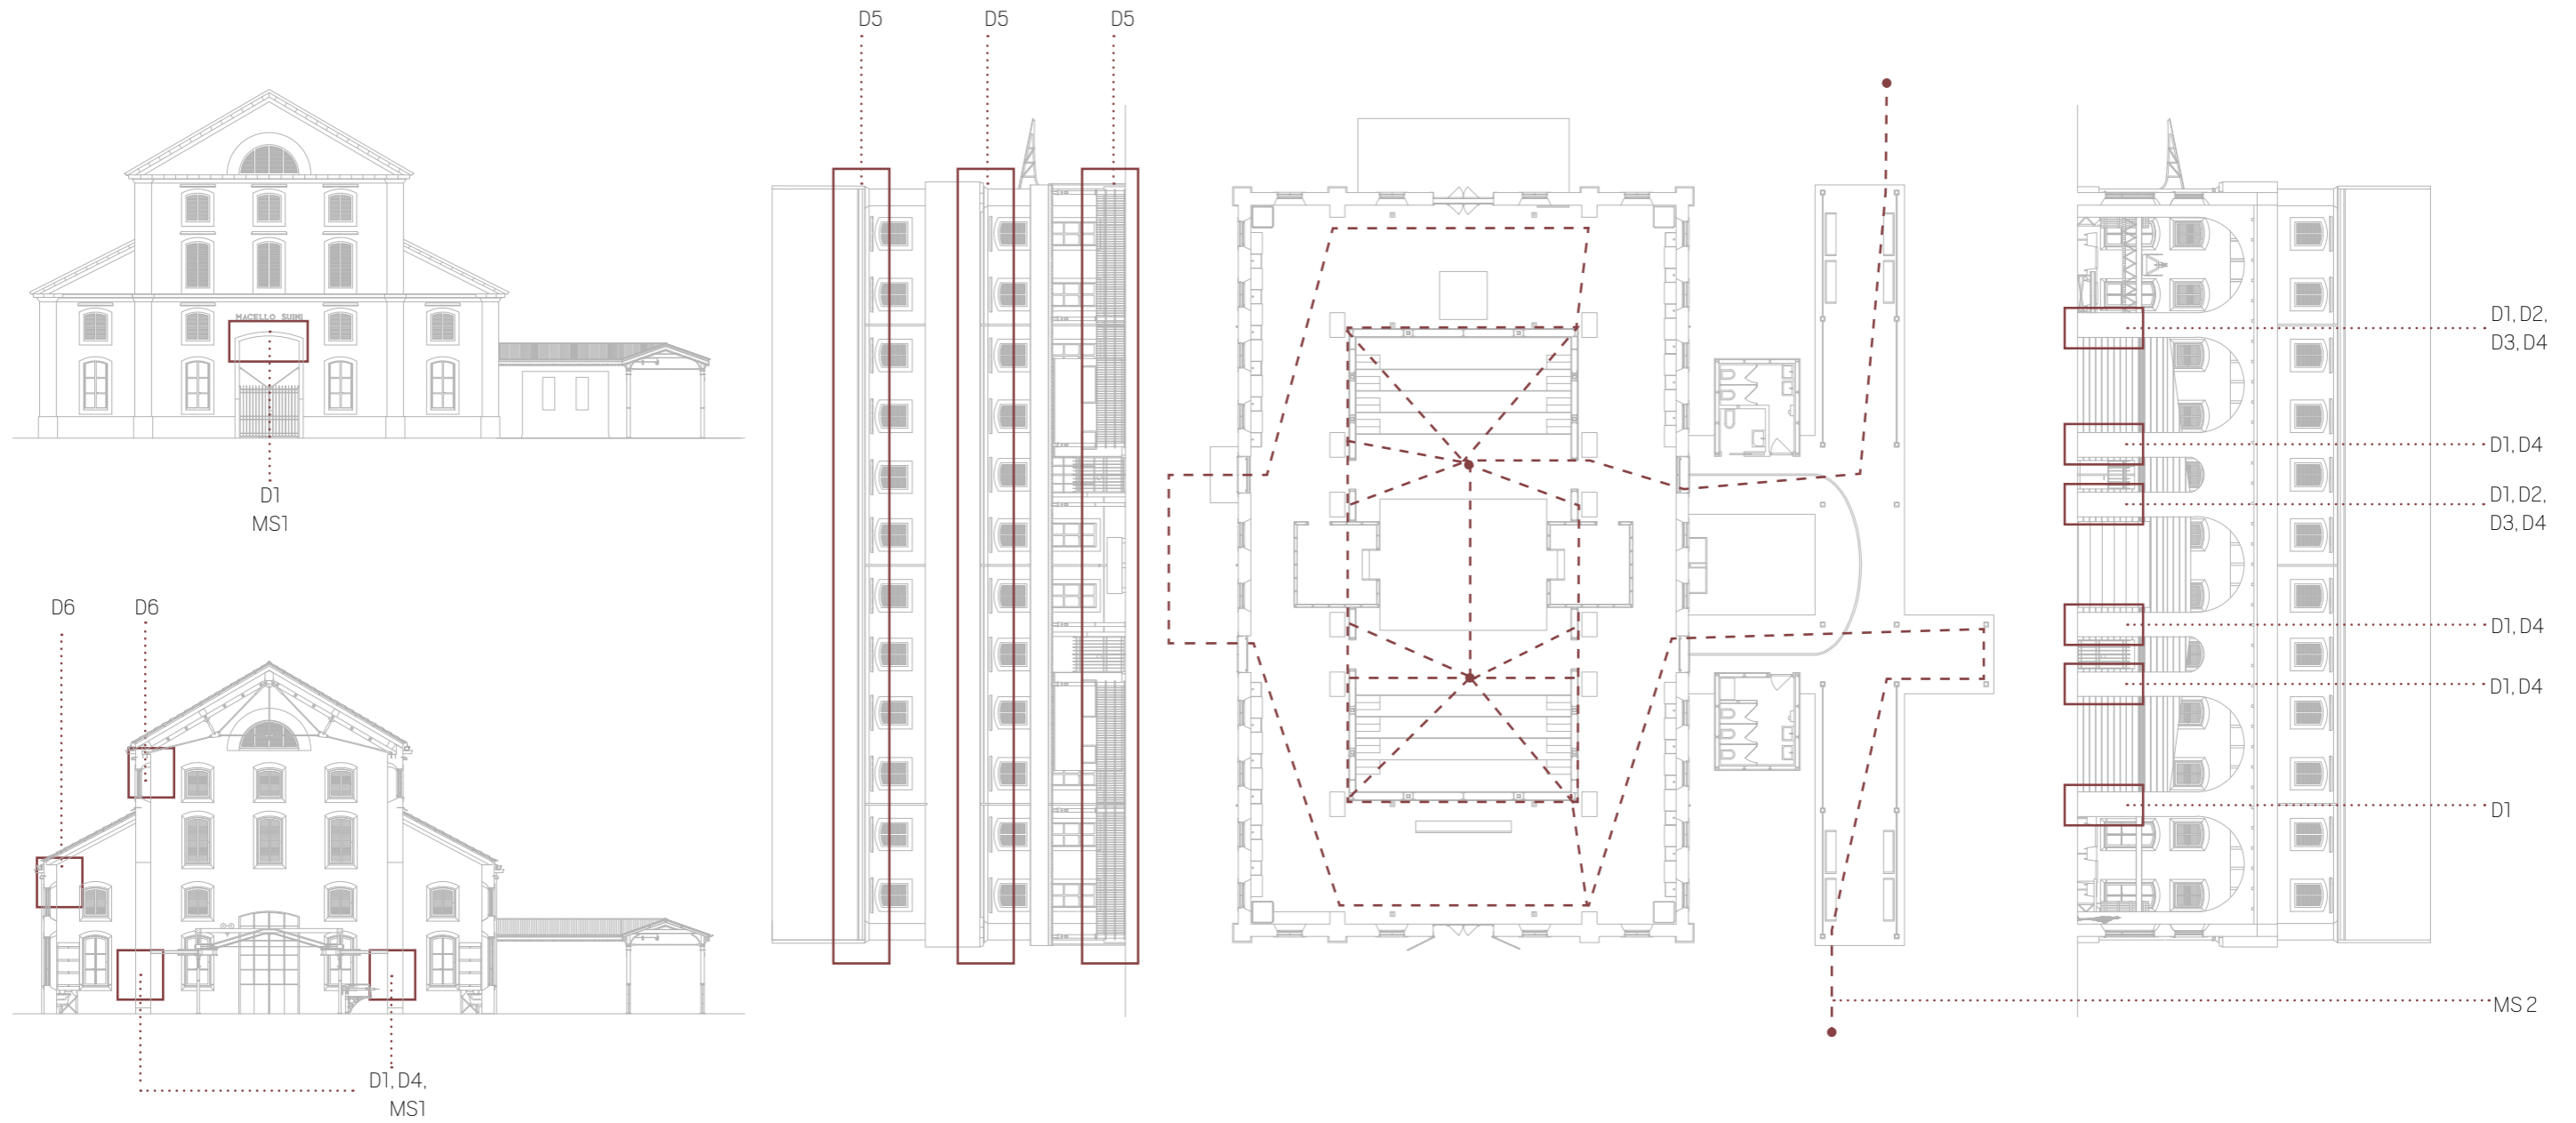 D5
D5
D5
MACELLO SUINI
D1
MS1
D6
D6
D1, D4,
MS1
D1, D2,
D3, D4
D1, D4
D1, D2,
D3, D4
D1, D4
D1, D4
D1
MS 2